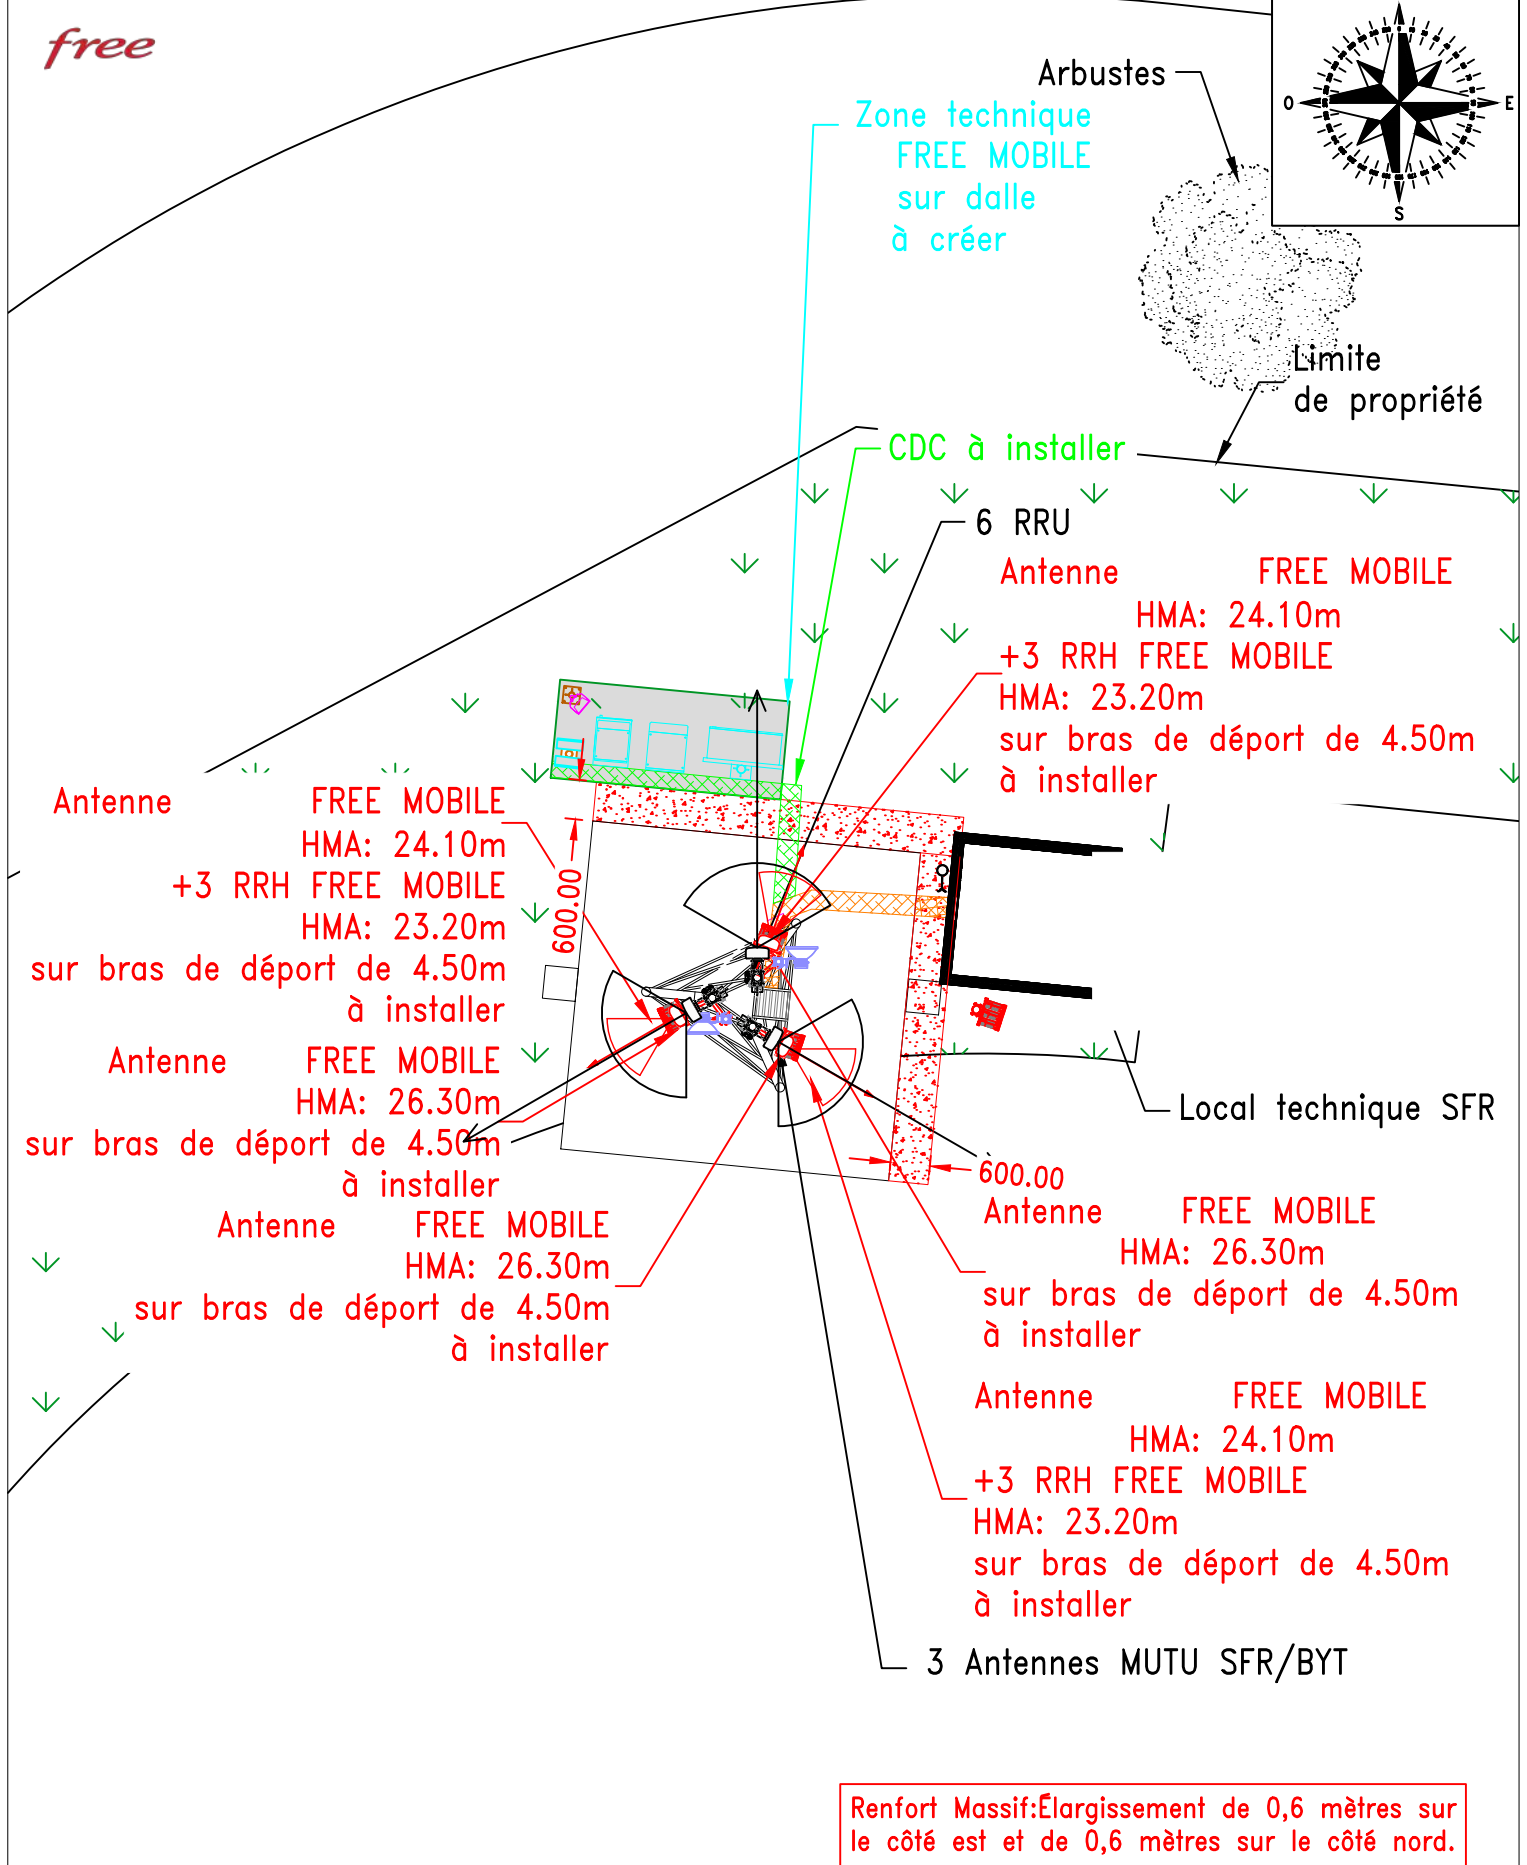 free
O
E
S
Arbustes
Zone technique
FREE MOBILE
sur dalle
à créer
Limite
de propriété
CDC à installer
6 RRU
Antenne FREE MOBILE
HMA: 24.10m
+3 RRH FREE MOBILE
HMA: 23.20m
sur bras de déport de 4.50m
à installer
Antenne FREE MOBILE
HMA: 24.10m
+3 RRH FREE MOBILE
HMA: 23.20m
sur bras de déport de 4.50m
à installer
600.00
Antenne FREE MOBILE
HMA: 26.30m
sur bras de déport de 4.50m
à installer
Local technique SFR
600.00
Antenne FREE MOBILE
HMA: 26.30m
sur bras de déport de 4.50m
à installer
Antenne FREE MOBILE
HMA: 26.30m
sur bras de déport de 4.50m
à installer
Antenne FREE MOBILE
HMA: 24.10m
+3 RRH FREE MOBILE
HMA: 23.20m
sur bras de déport de 4.50m
à installer
3 Antennes MUTU SFR/BYT
Renfort Massif:Élargissement de 0,6 mètres sur
le côté est et de 0,6 mètres sur le côté nord.